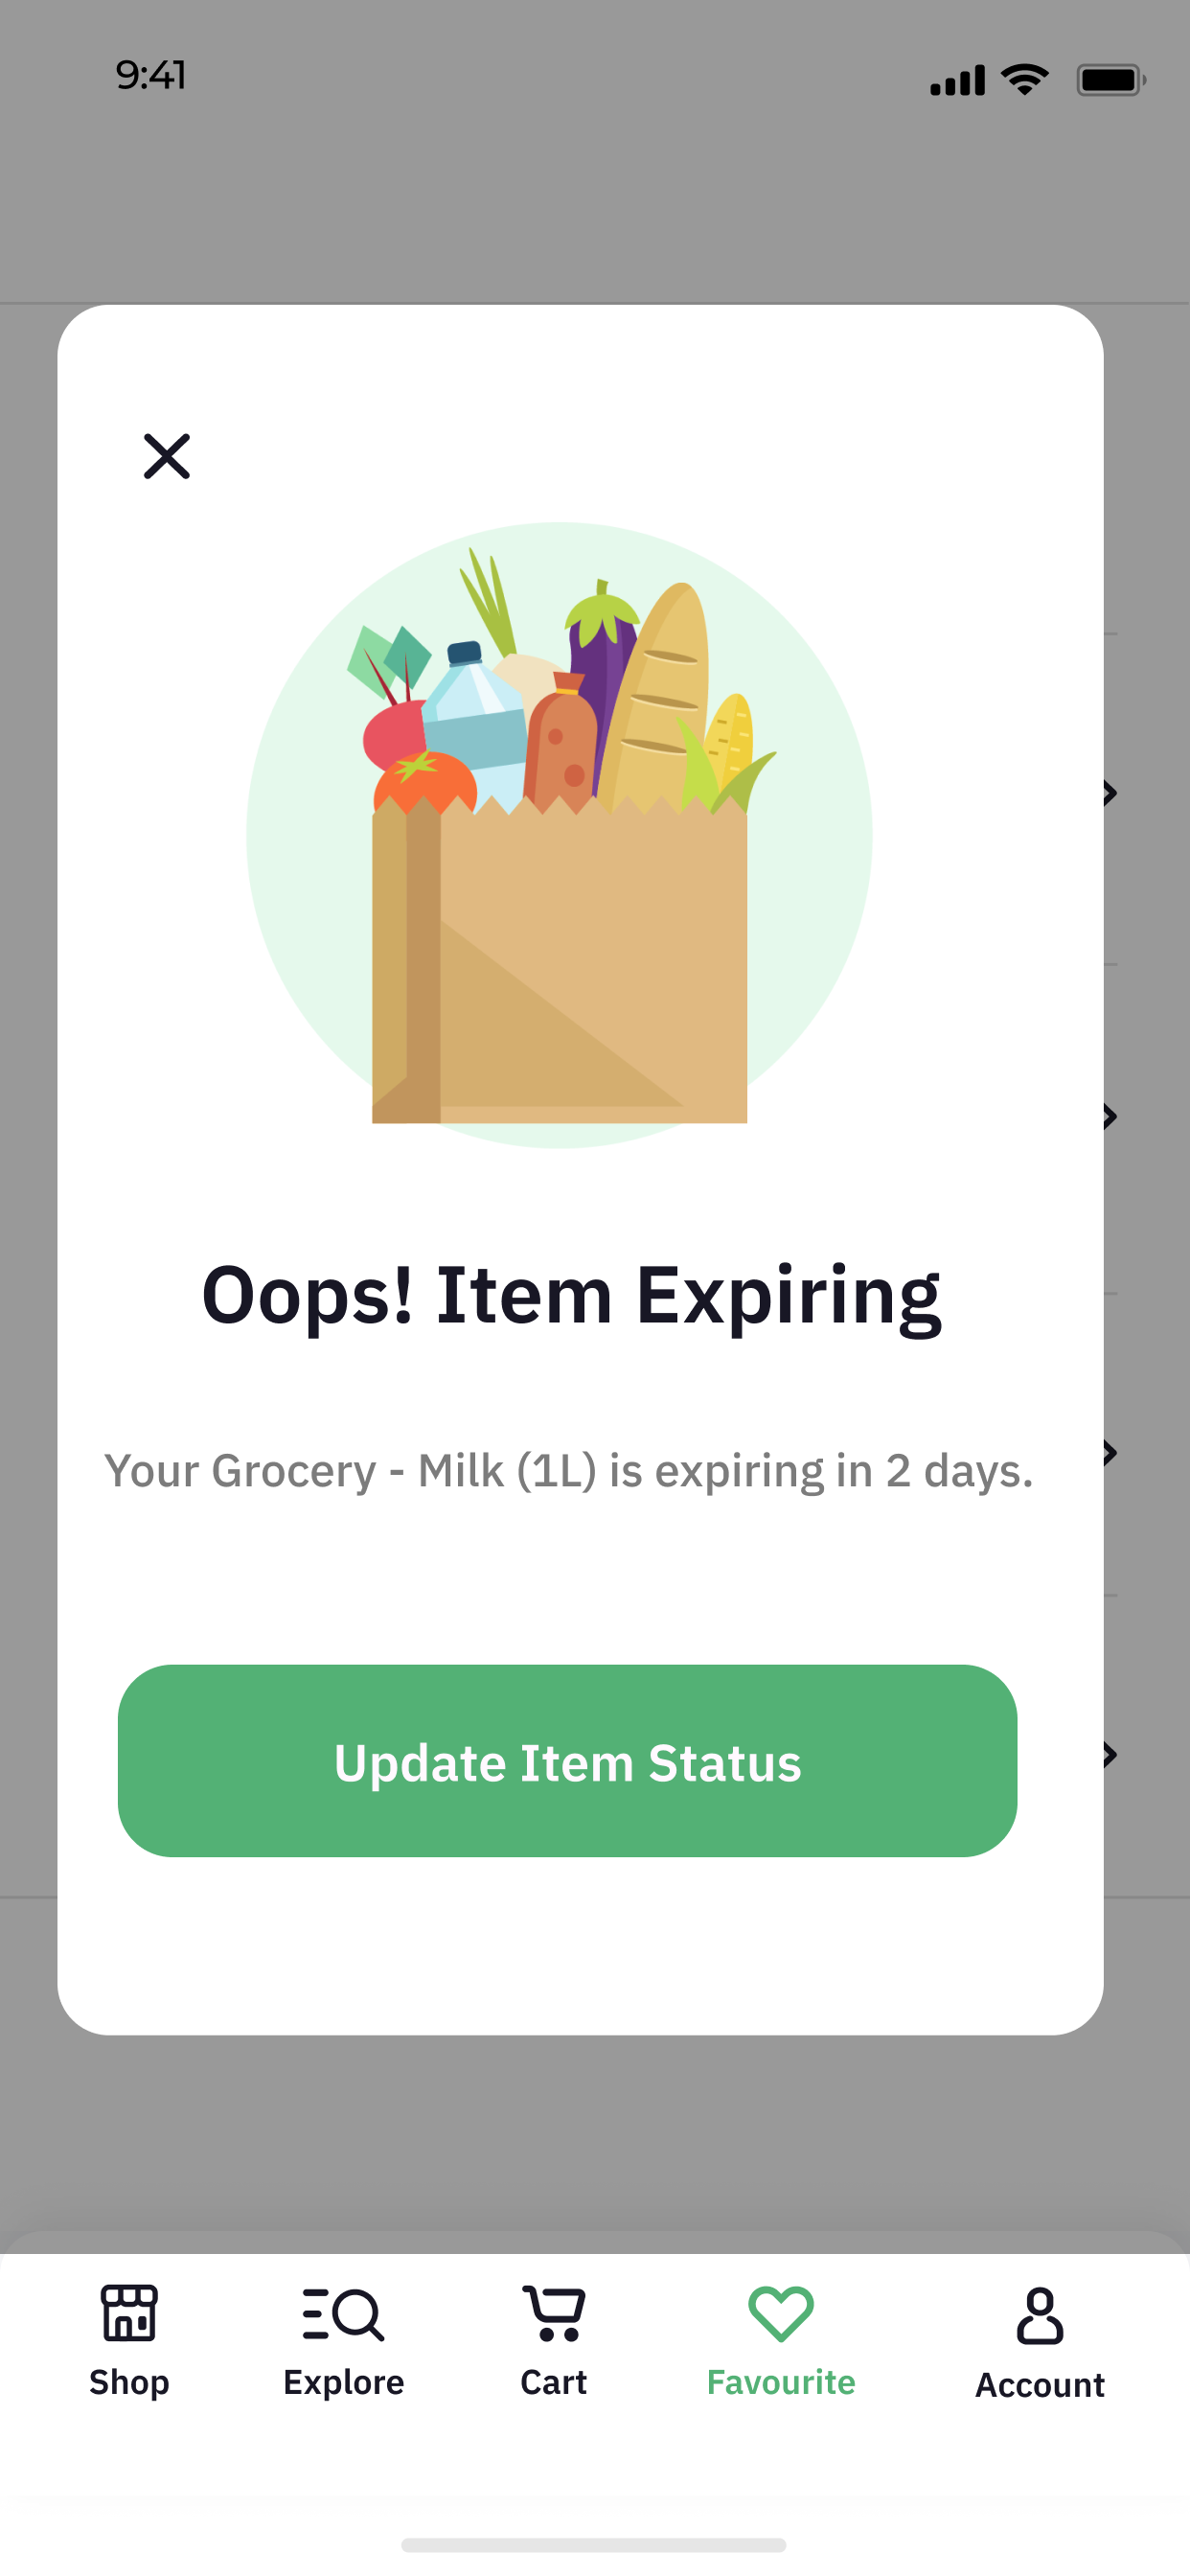 9:41
Oops! Item Expiring
Your Grocery - Milk (1L) is expiring in 2 days.
Update Item Status
Shop
Explore
Cart
Favourite
Account